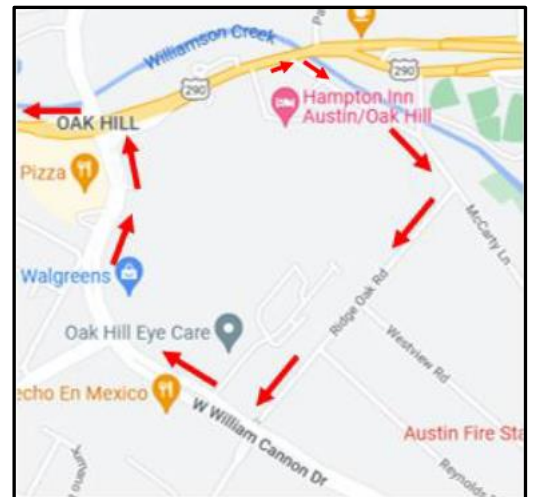 Pa
Williamson Creek
290
290
Hampton Inn
Austin/Oak Hill
OAK HILL
Pizza
McCarty Ln
Walgreens
Ridge Oak Rd
Oak Hill Eye Care
Westview Rd
echo En Mexico
W William Cannon Dr
Austin Fire Sta
Reynolds